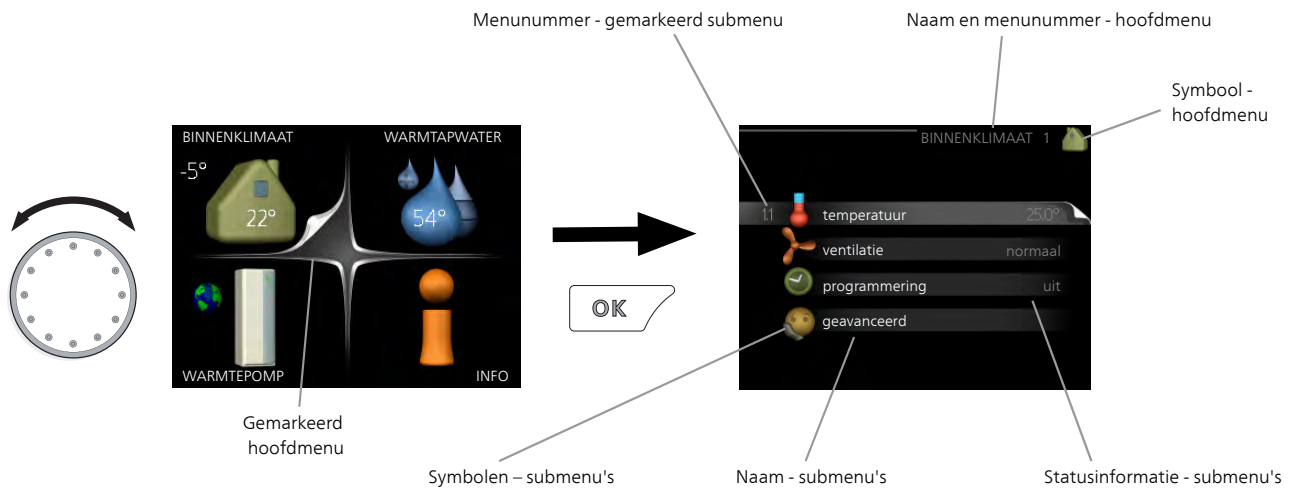 Menunummer - gemarkeerd submenu
Naam en menunummer - hoofdmenu
Symbool -
hoofdmenu
BINNENKLIMAAT
WARMTAPWATER
-5°
22°
54°
WARMTEPOMP
INFO
OK
BINNENKLIMAAT 1
1.1 temperatuur 25.0°
ventilatie normaal
programmering uit
geavanceerd
Gemarkeerd
hoofdmenu
Symbolen – submenu's
Naam - submenu's
Statusinformatie - submenu's